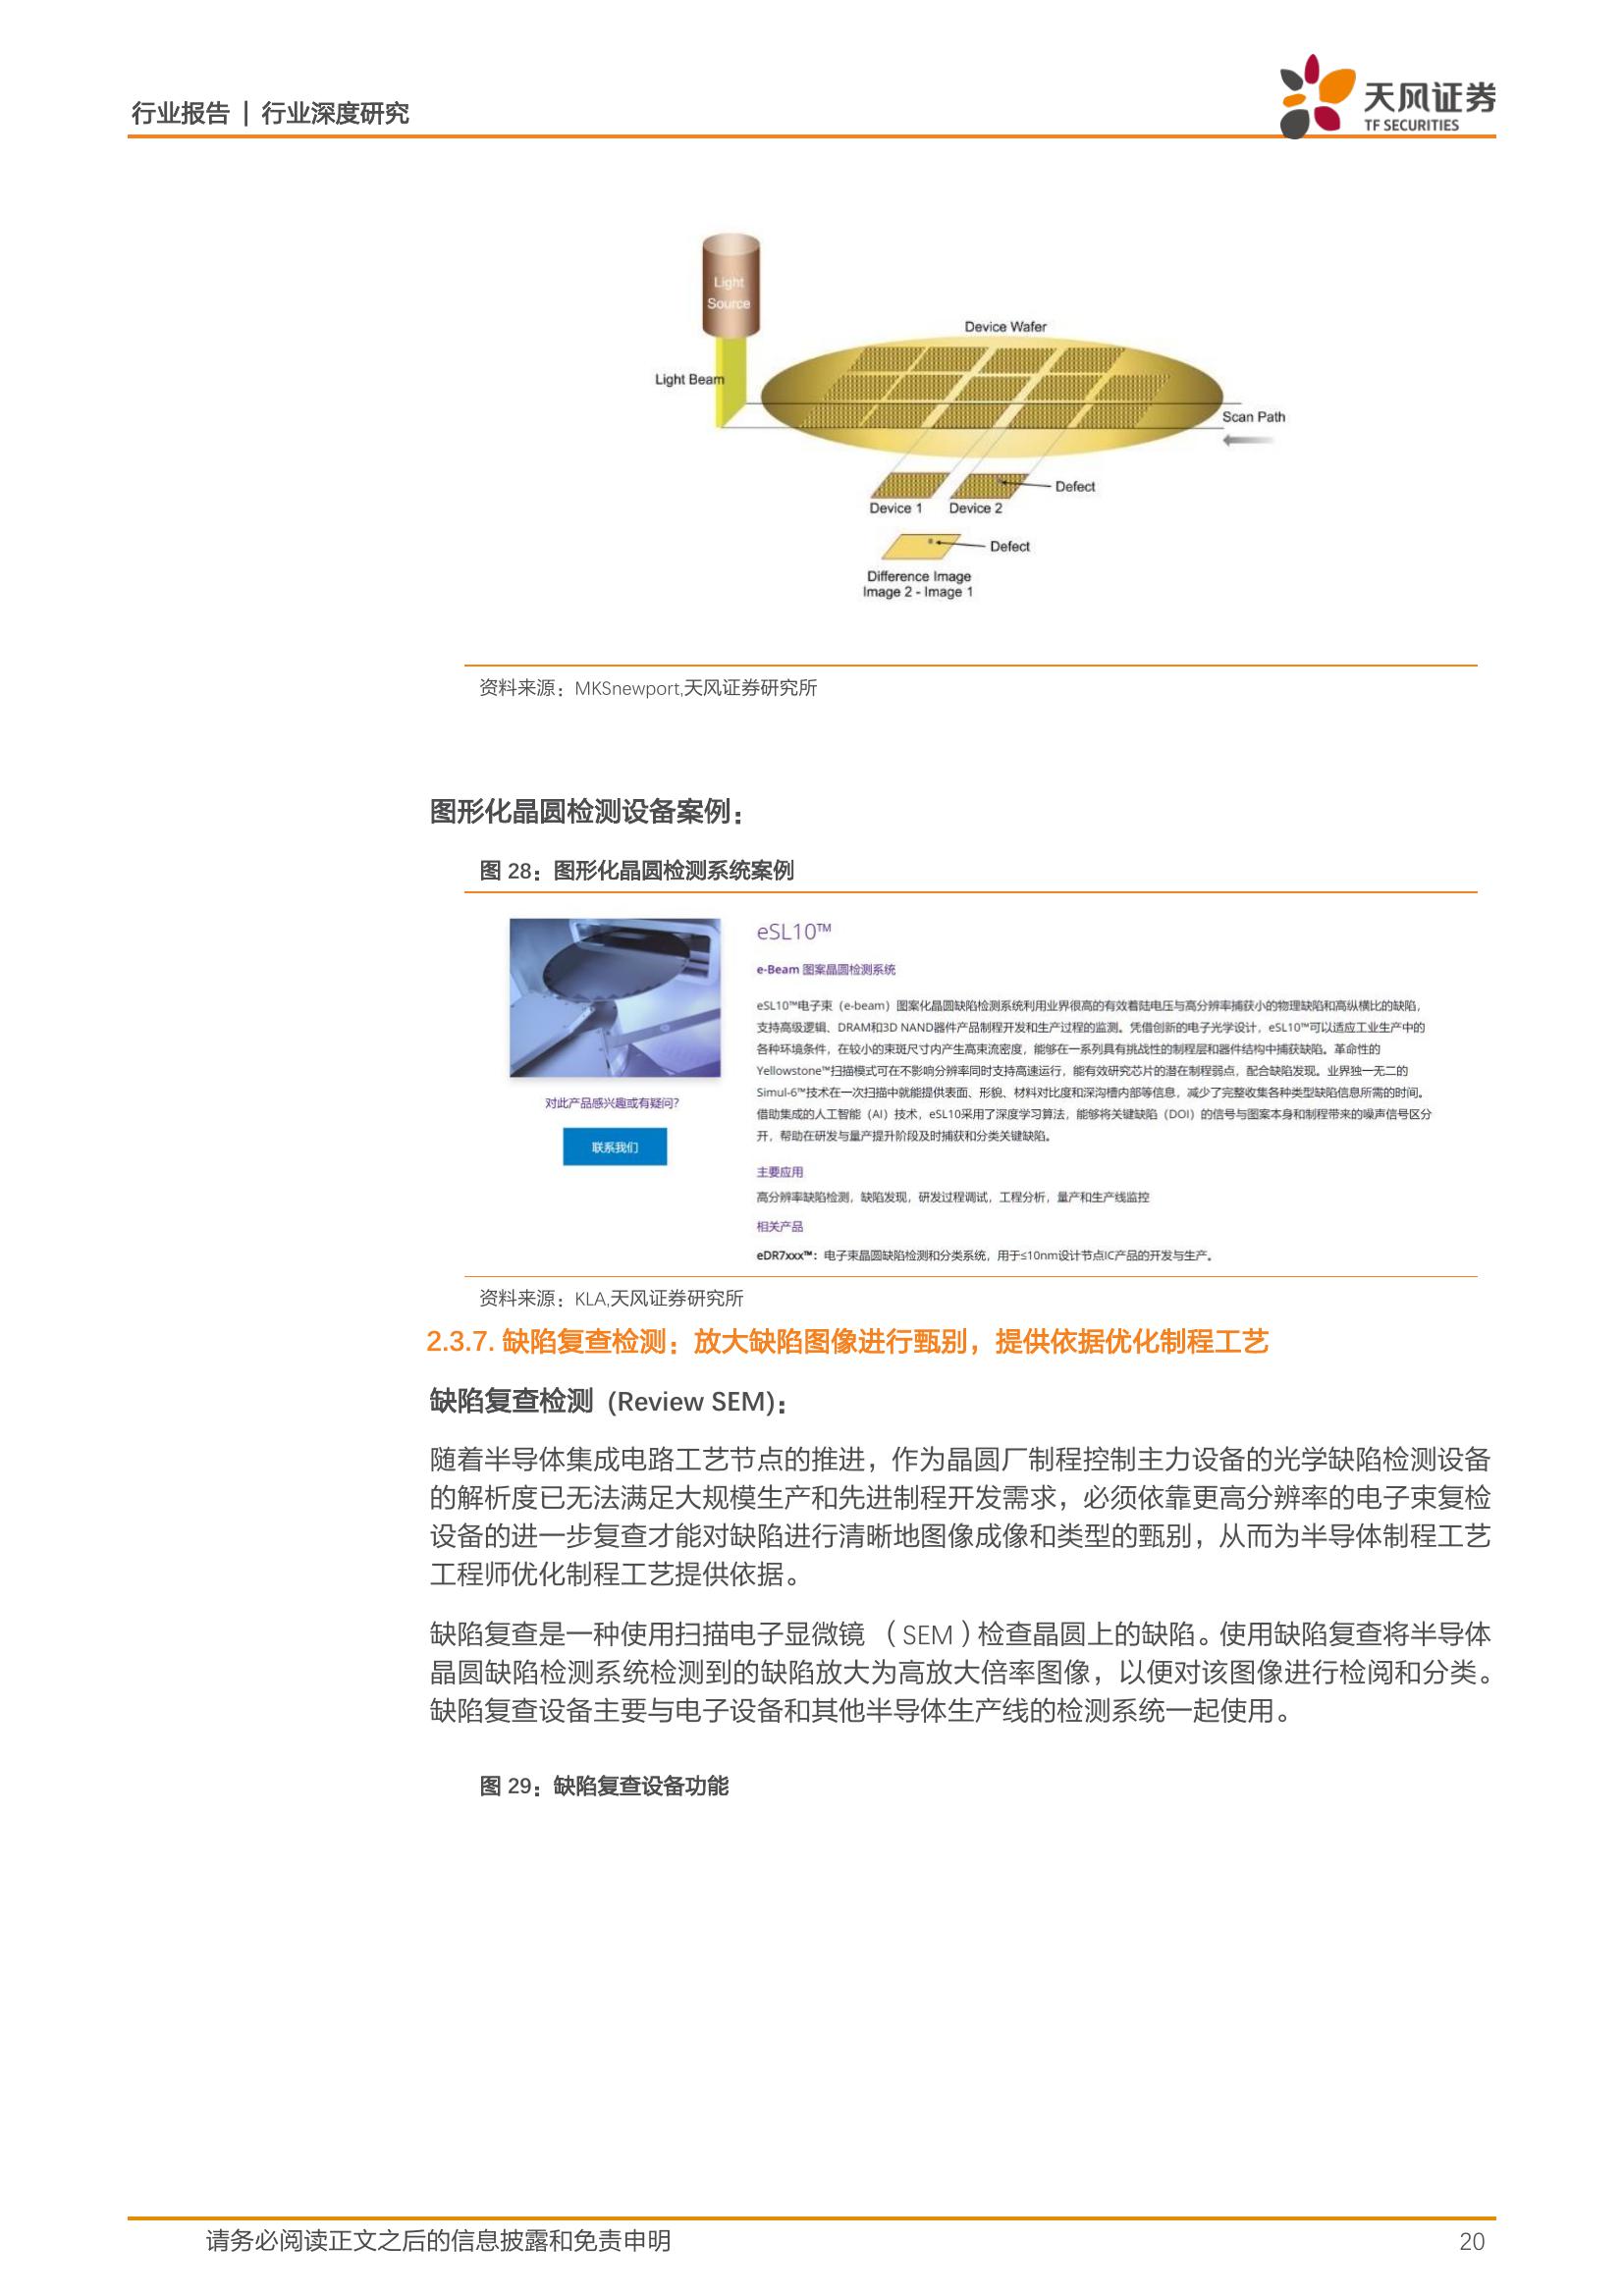 行业报告 | 行业深度研究
天风证券
TF SECURITIES
Light
Source
Device Wafer
Light Beam
Scan Path
Defect
Device 1 Device 2
Defect
Difference Image
Image 2 - Image 1
资料来源：MKSnewport,天风证券研究所
图形化晶圆检测设备案例：
图 28：图形化晶圆检测系统案例
eSL10™
e-Beam 图案晶圆检测系统
eSL10™电子束（e-beam）图案化晶圆缺陷检测系统利用业界很高的有效着陆电压与高分辨率捕获小的物理缺陷和高纵横比的缺陷，
支持高级逻辑、DRAM和3D NAND器件产品制程开发和生产过程的监测。凭借创新的电子光学设计，eSL10™可以适应工业生产中的
各种环境条件，在较小的束斑尺寸内产生高束流密度，能够在一系列具有挑战性的制程层和器件结构中捕获缺陷。革命性的
Yellowstone™扫描模式可在不影响分辨率同时支持高速运行，能有效研究芯片的潜在制程弱点，配合缺陷发现。业界独一无二的
Simul-6™技术在一次扫描中就能提供表面、形貌、材料对比度和深沟槽内部等信息，减少了完整收集各种类型缺陷信息所需的时间。
借助集成的人工智能（AI）技术，eSL10采用了深度学习算法，能够将关键缺陷（DOI）的信号与图案本身和制程带来的噪声信号区分
开，帮助在研发与量产提升阶段及时捕获和分类关键缺陷。
对此产品感兴趣或有疑问?
联系我们
主要应用
高分辨率缺陷检测，缺陷发现，研发过程调试，工程分析，量产和生产线监控
相关产品
eDR7xxx™：电子束晶圆缺陷检测和分类系统，用于≤10nm设计节点IC产品的开发与生产。
资料来源：KLA,天风证券研究所
2.3.7. 缺陷复查检测：放大缺陷图像进行甄别，提供依据优化制程工艺
缺陷复查检测 (Review SEM)：
随着半导体集成电路工艺节点的推进，作为晶圆厂制程控制主力设备的光学缺陷检测设备
的解析度已无法满足大规模生产和先进制程开发需求，必须依靠更高分辨率的电子束复检
设备的进一步复查才能对缺陷进行清晰地图像成像和类型的甄别，从而为半导体制程工艺
工程师优化制程工艺提供依据。
缺陷复查是一种使用扫描电子显微镜（SEM）检查晶圆上的缺陷。使用缺陷复查将半导体
晶圆缺陷检测系统检测到的缺陷放大为高放大倍率图像，以便对该图像进行检阅和分类。
缺陷复查设备主要与电子设备和其他半导体生产线的检测系统一起使用。
图 29：缺陷复查设备功能
请务必阅读正文之后的信息披露和免责申明 20